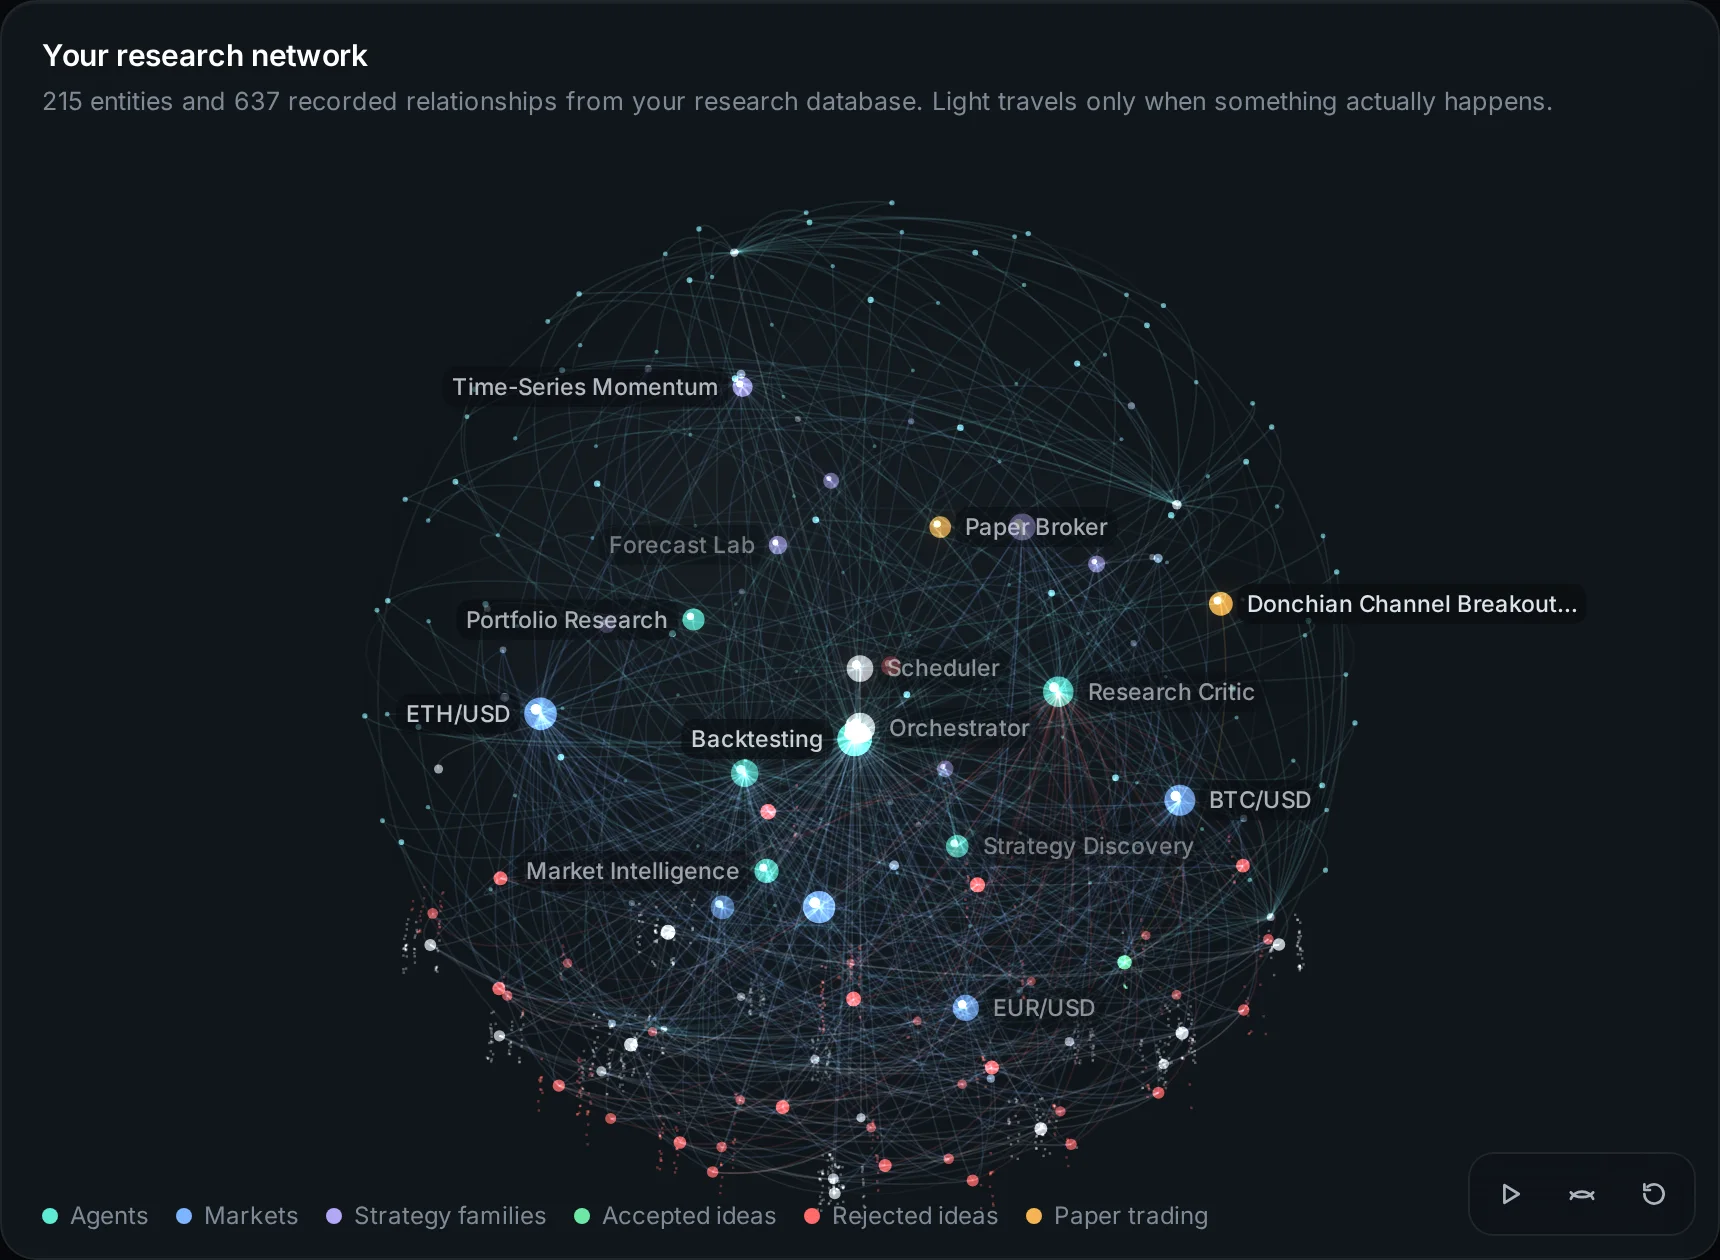 Your research network
215 entities and 637 recorded relationships from your research database. Light travels only when something actually happens.
Time-Series Momentum
Paper Broker
Forecast Lab
Donchian Channel Breakout...
Portfolio Research
Scheduler
Research Critic
ETH/USD
Orchestrator
Backtesting
BTC/USD
Strategy Discovery
Market Intelligence
EUR/USD
Agents Markets Strategy families Accepted ideas Rejected ideas Paper trading